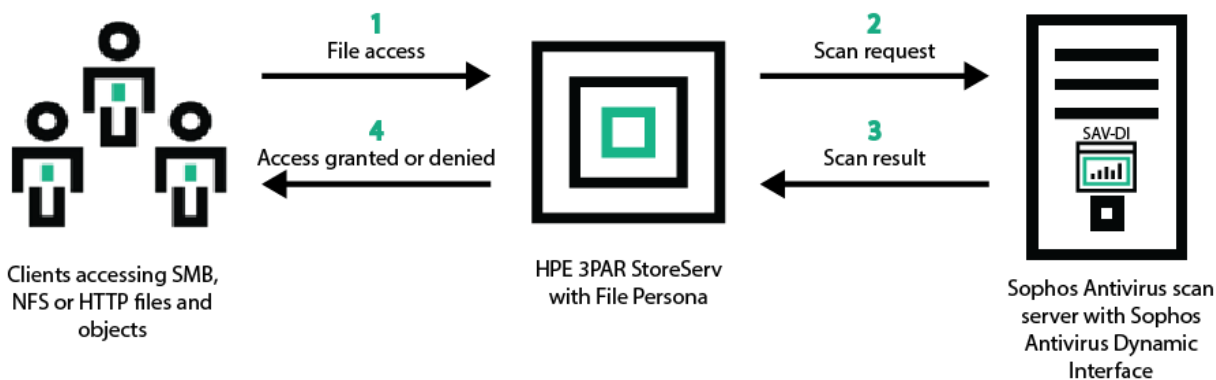 1
File access
2
Scan request
4
Access granted or denied
3
Scan result
SAV-DI
Clients accessing SMB,
NFS or HTTP files and
objects
HPE 3PAR StoreServ
with File Persona
Sophos Antivirus scan
server with Sophos
Antivirus Dynamic
Interface